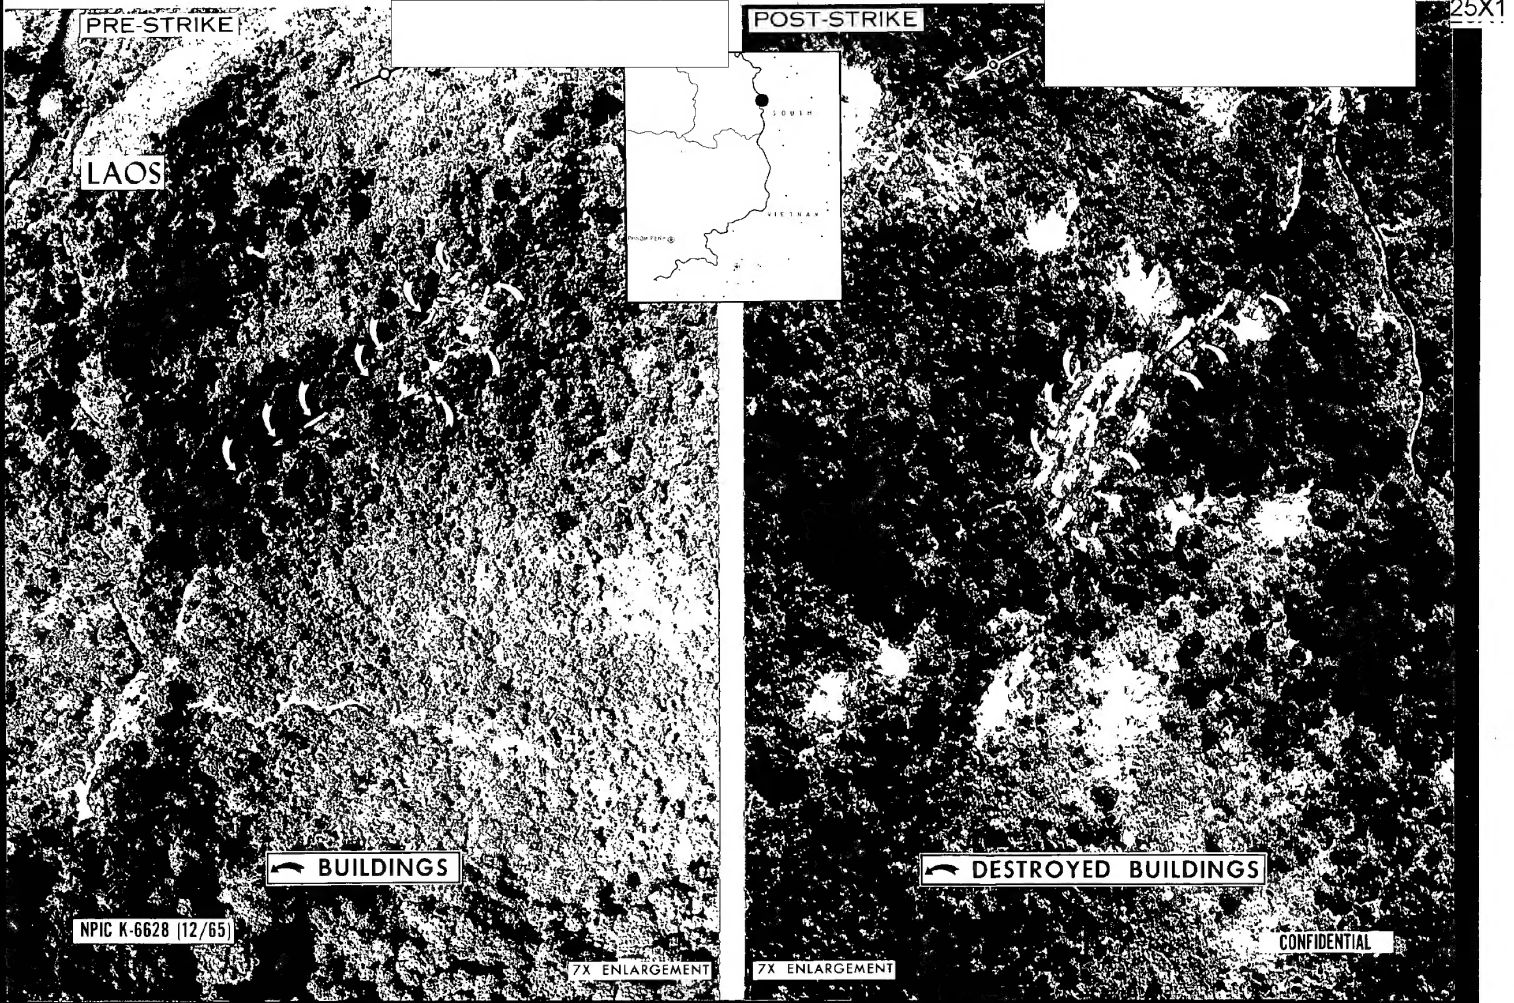 PRE-STRIKE
POST-STRIKE
25X1
LAOS
SOUTH
VIETNAM
BUILDINGS
DESTROYED BUILDINGS
NPIC K-6628 (12/65)
CONFIDENTIAL
7X ENLARGEMENT
7X ENLARGEMENT